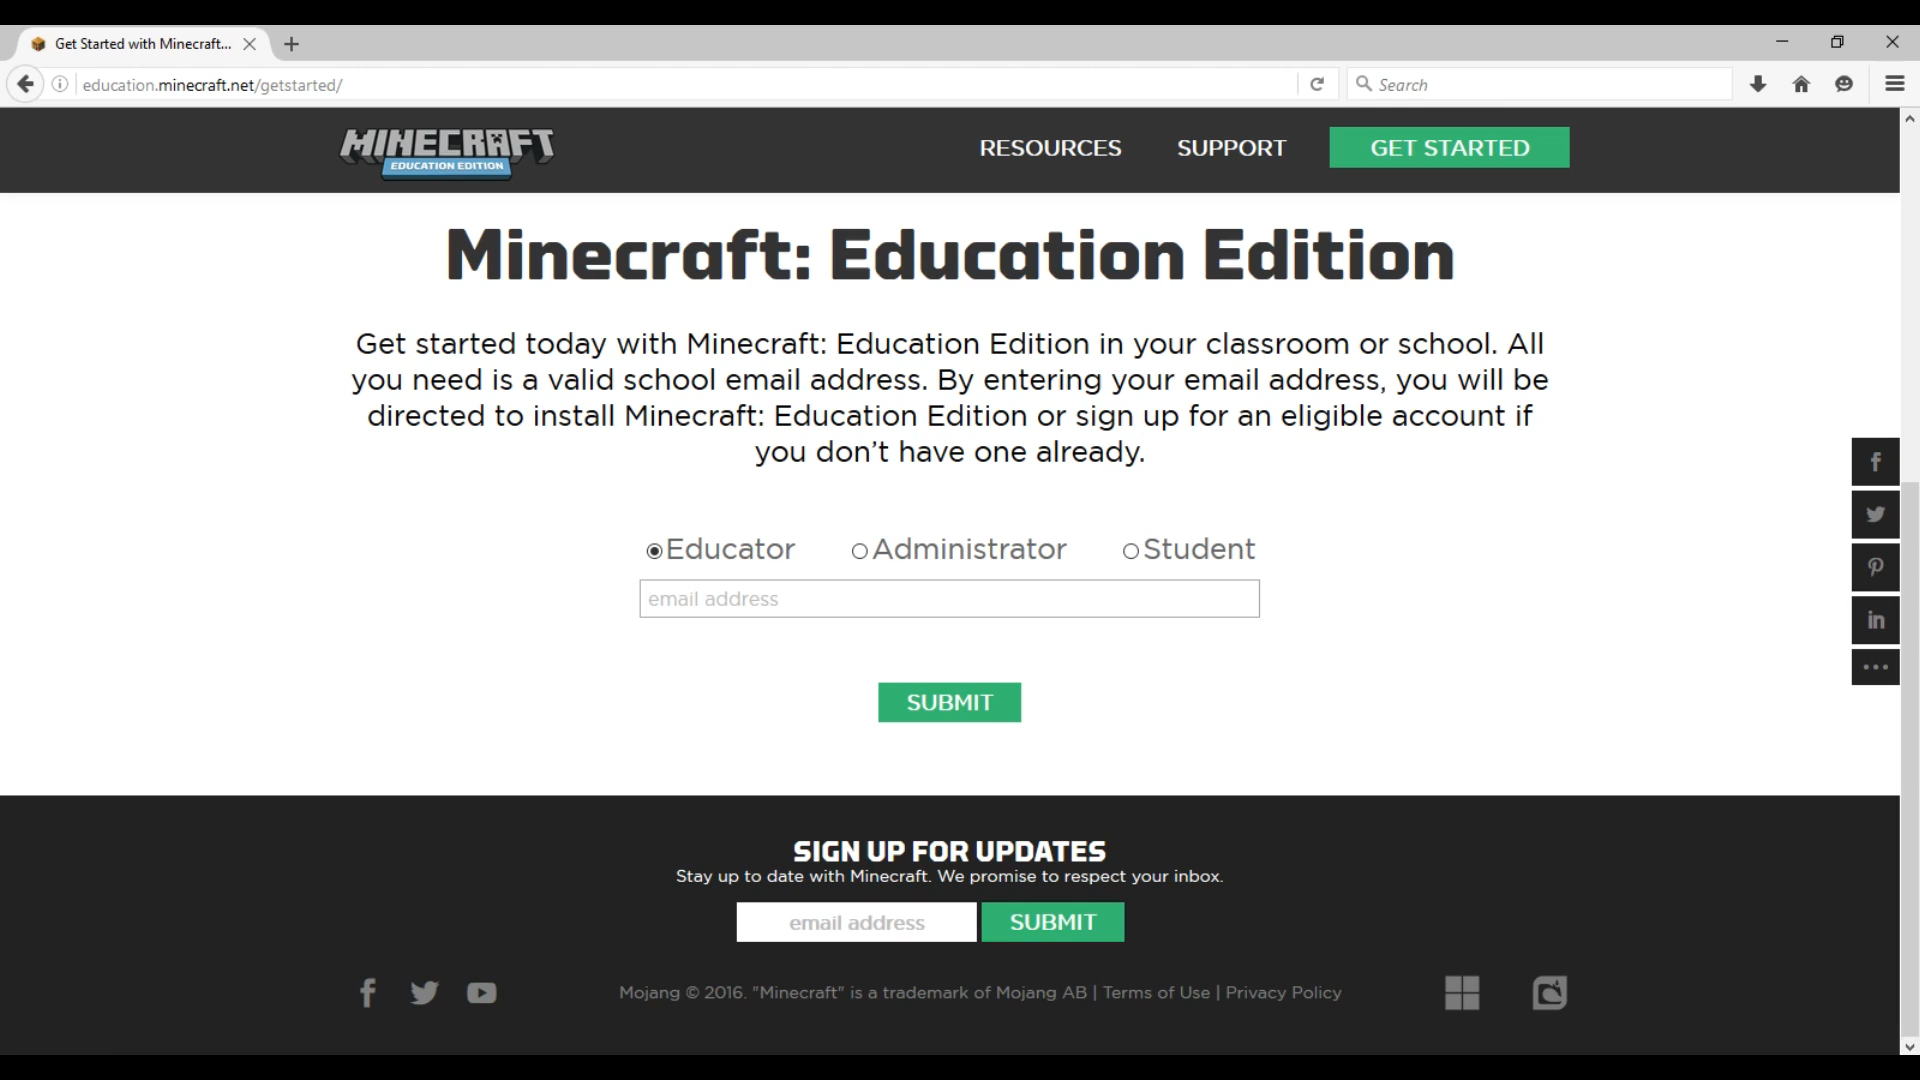 Get Started with Minecraft...
education.minecraft.net/getstarted/
Search
MINECRAFT
EDUCATION EDITION
RESOURCES
SUPPORT
GET STARTED
Minecraft: Education Edition
Get started today with Minecraft: Education Edition in your classroom or school. All
you need is a valid school email address. By entering your email address, you will be
directed to install Minecraft: Education Edition or sign up for an eligible account if
you don’t have one already.
Educator
Administrator
Student
email address
SUBMIT
SIGN UP FOR UPDATES
Stay up to date with Minecraft. We promise to respect your inbox.
email address
SUBMIT
Mojang © 2016. "Minecraft" is a trademark of Mojang AB | Terms of Use | Privacy Policy